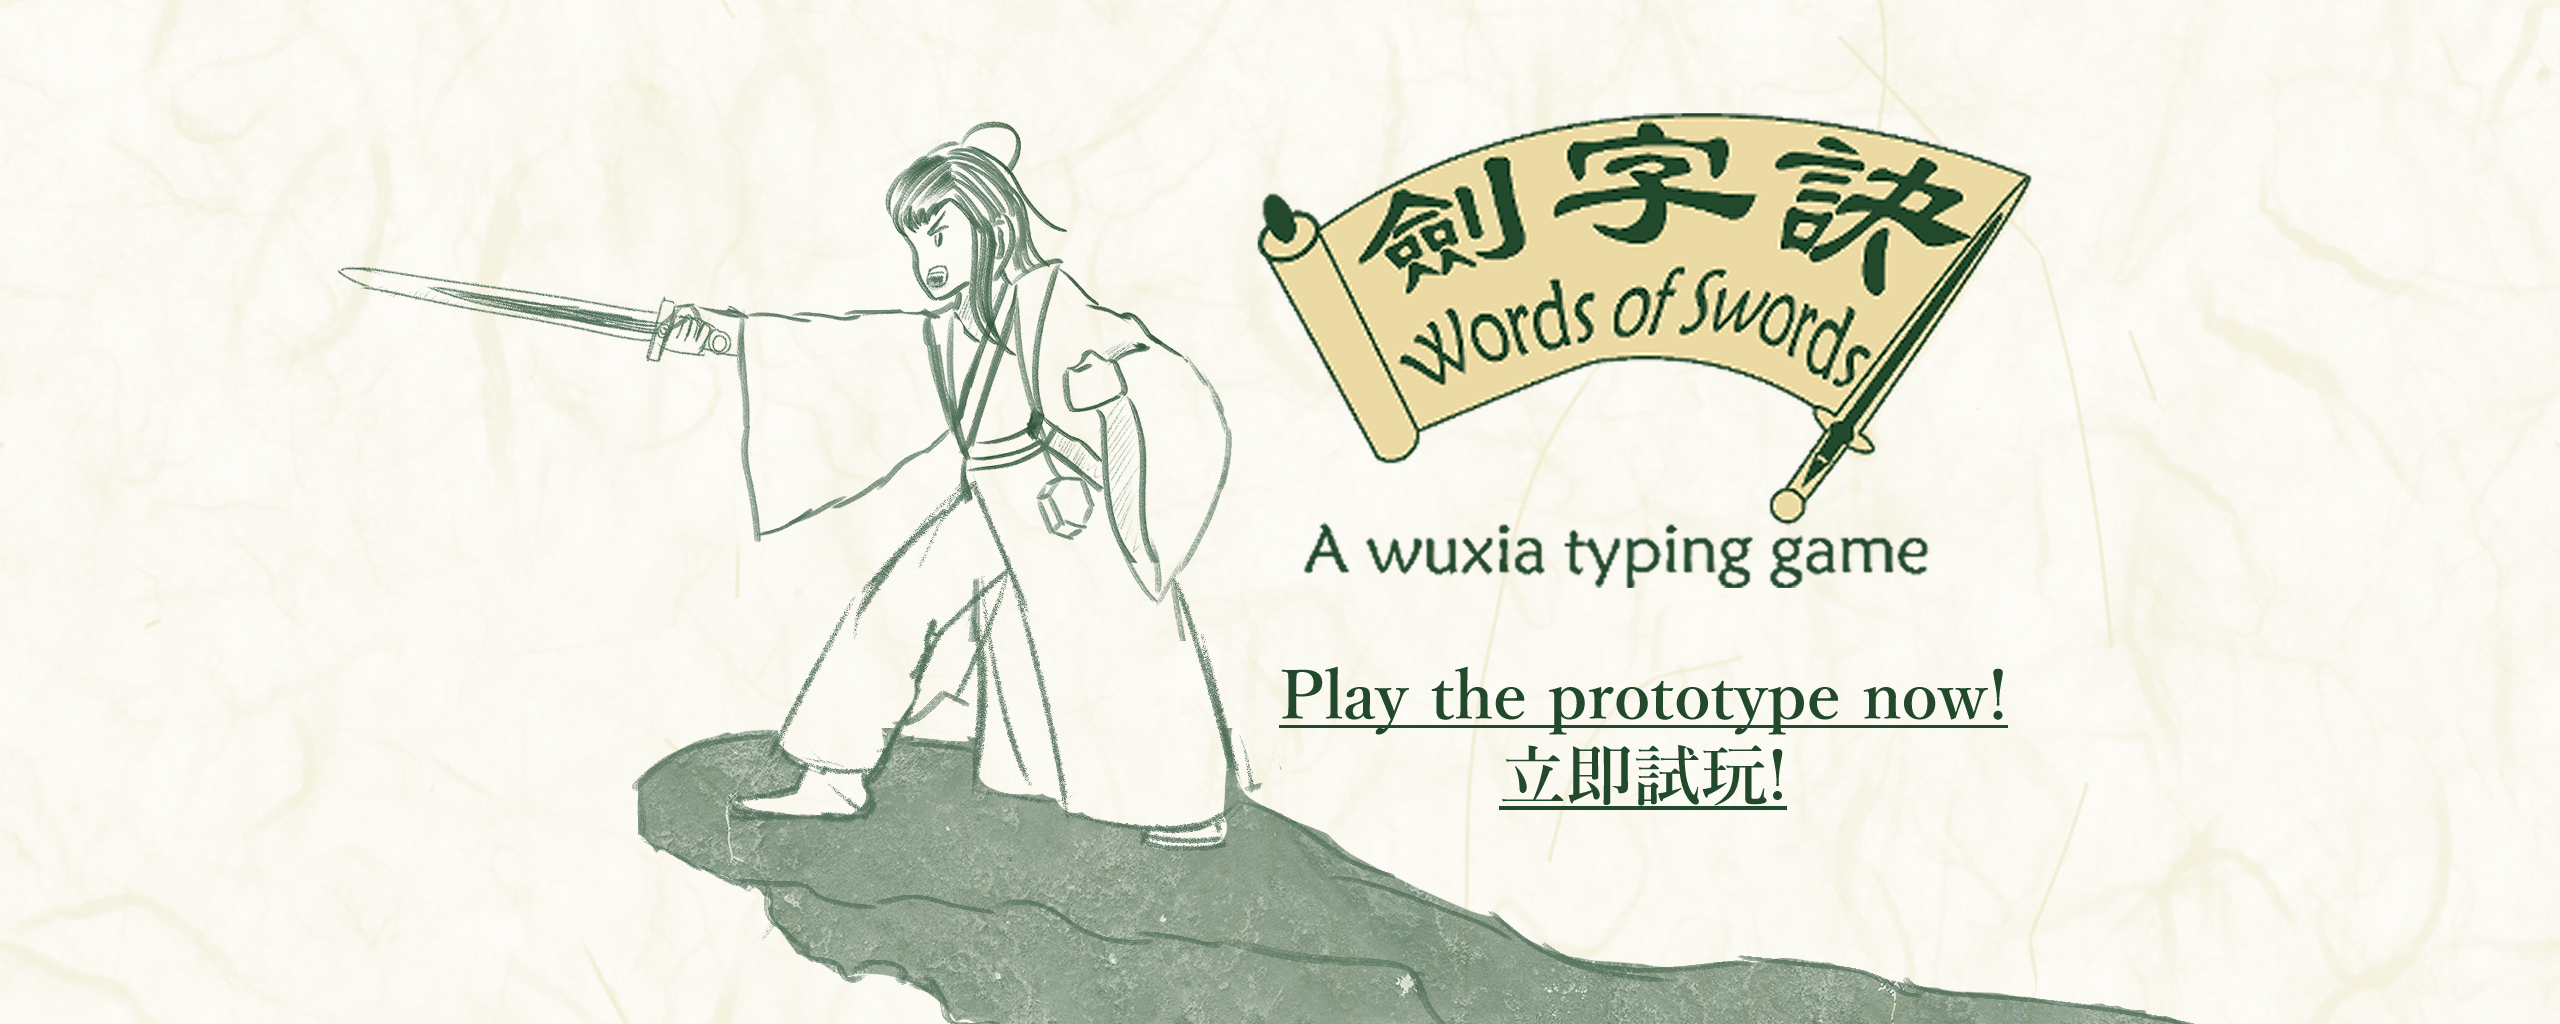 劍字訣
Words of Swords
A wuxia typing game
Play the prototype now!
立即試玩!